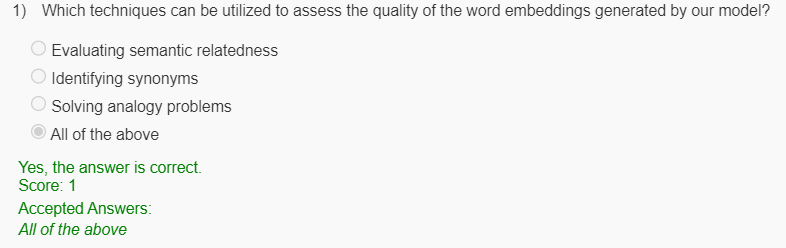 1) Which techniques can be utilized to assess the quality of the word embeddings generated by our model?
Evaluating semantic relatedness
Identifying synonyms
Solving analogy problems
All of the above
Yes, the answer is correct.
Score: 1
Accepted Answers:
All of the above